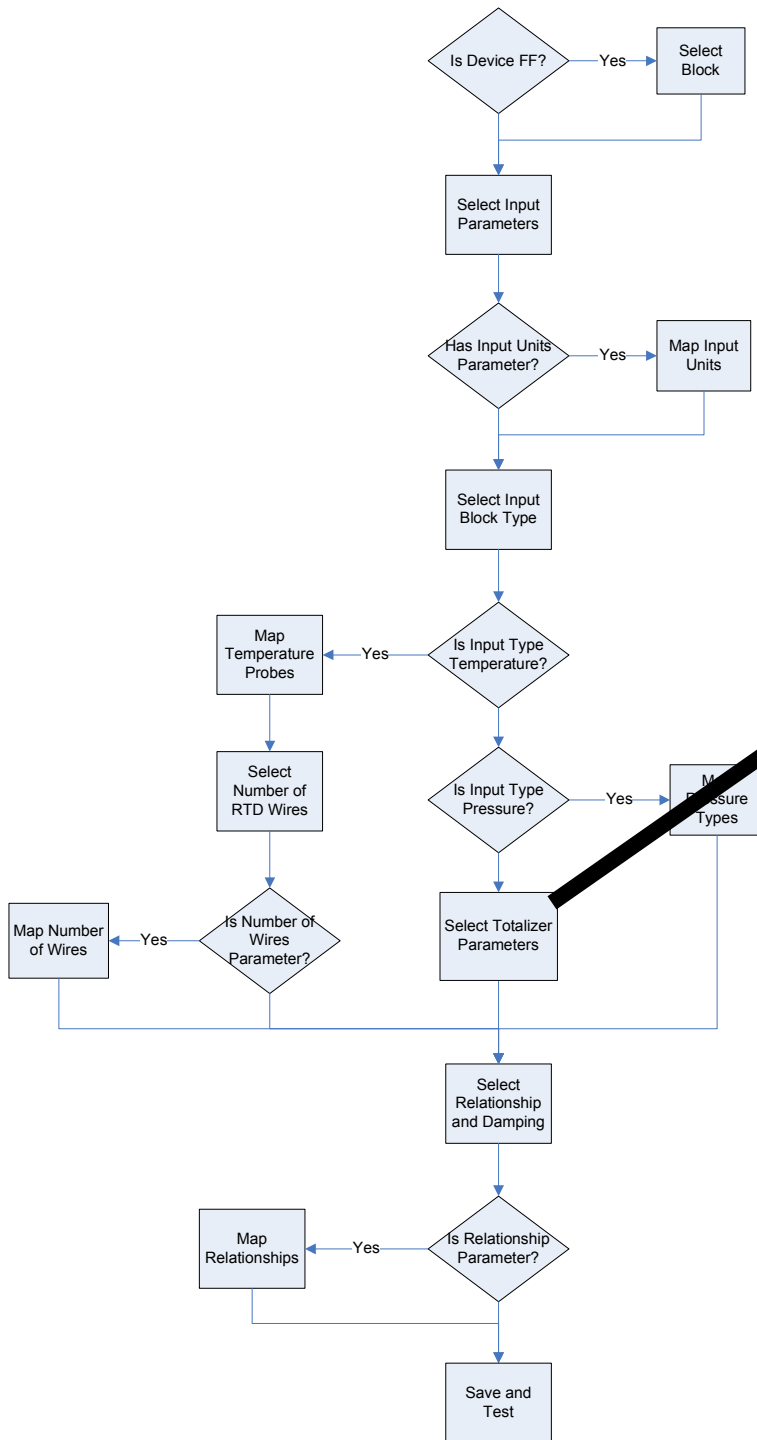 Is Device FF?
Yes
Select
Block
Select Input
Parameters
Has Input Units
Parameter?
Yes
Map Input
Units
Select Input
Block Type
Is Input Type
Temperature?
Yes
Map
Temperature
Probes
Select
Number of
RTD Wires
Is Input Type
Pressure?
Yes
Types
Is Number of
Wires
Parameter?
Yes
Map Number
of Wires
Select Totalizer
Parameters
Select
Relationship
and Damping
Is Relationship
Parameter?
Yes
Map
Relationships
Save and
Test